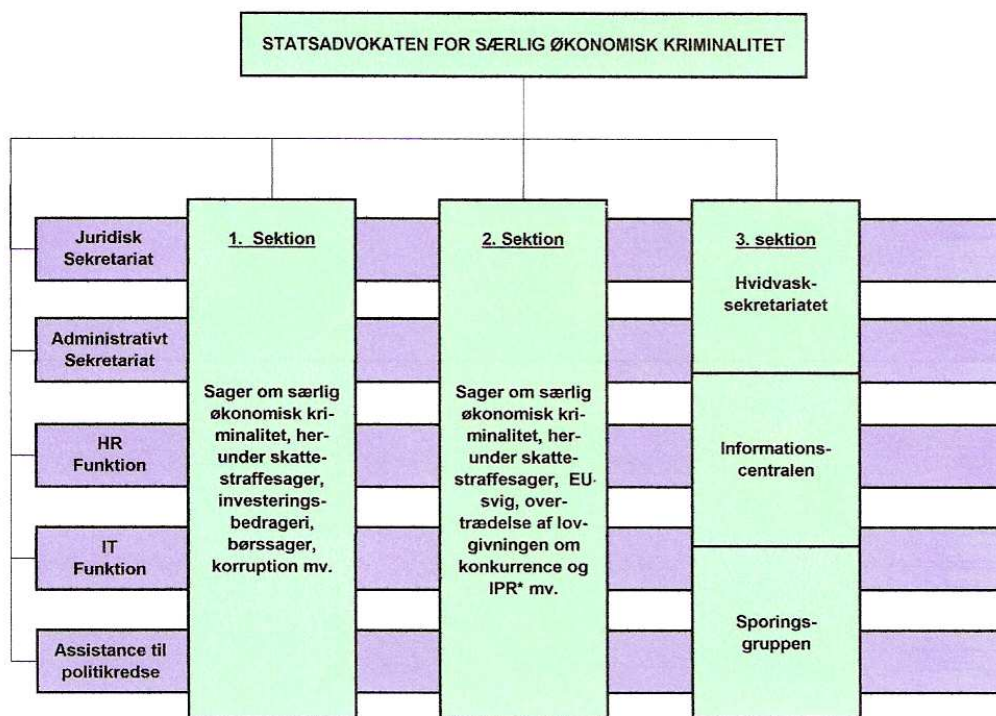 STATSADVOKATEN FOR SÆRLIG ØKONOMISK KRIMINALITET
Juridisk
Sekretariat
Administrativt
Sekretariat
HR
Funktion
IT
Funktion
Assistance til
politikredse
1. Sektion
Sager om særlig
økonomisk kri-
minalitet, her-
under skatte-
straffesager,
investerings-
bedrageri,
børssager,
korruption mv.
2. Sektion
Sager om særlig
økonomisk kri-
minalitet, her-
under skatte-
straffesager, EU-
svig, over-
trædelse af lov-
givningen om
konkurrence og
IPR* mv.
3. sektion
Hvidvask-
sekretariatet
Informations-
centralen
Sporings-
gruppen